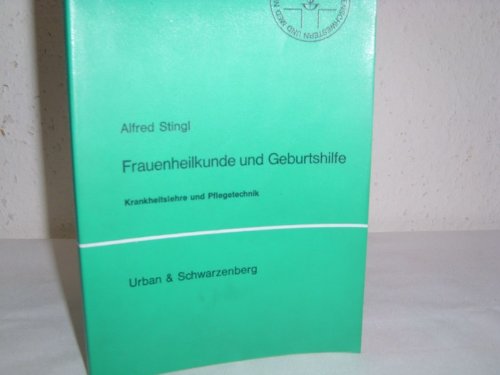 Alfred Stingl
Frauenheilkunde und Geburtshilfe
Krankheitslehre und Pflegetechnik
Urban & Schwarzenberg